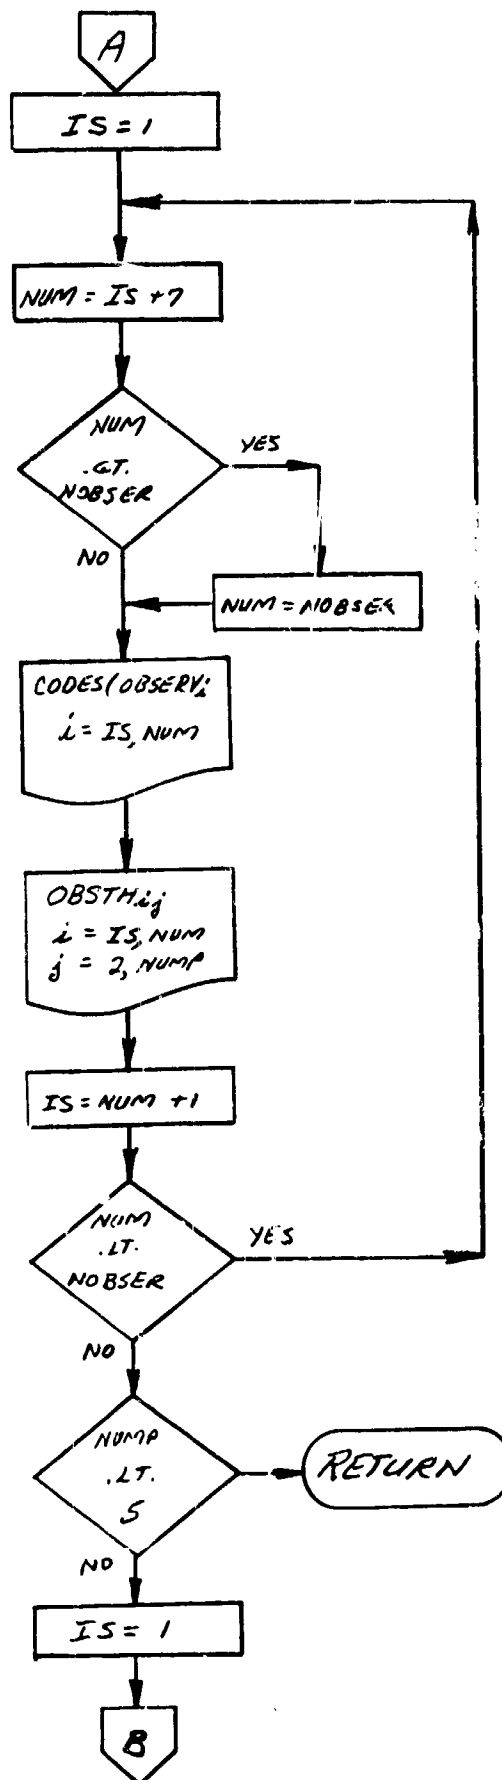 A
IS = 1
NUM = IS + 7
NUM
.GT.
NOBSER
YES
NO
NUM = NOBSER
CODES(OBSERVi
i = IS, NUM
OBSTHij
i = IS, NUM
j = 2, NUMP
IS = NUM + 1
NUM
.LT.
NOBSER
YES
NO
NUMP
.LT.
5
RETURN
NO
IS = 1
B